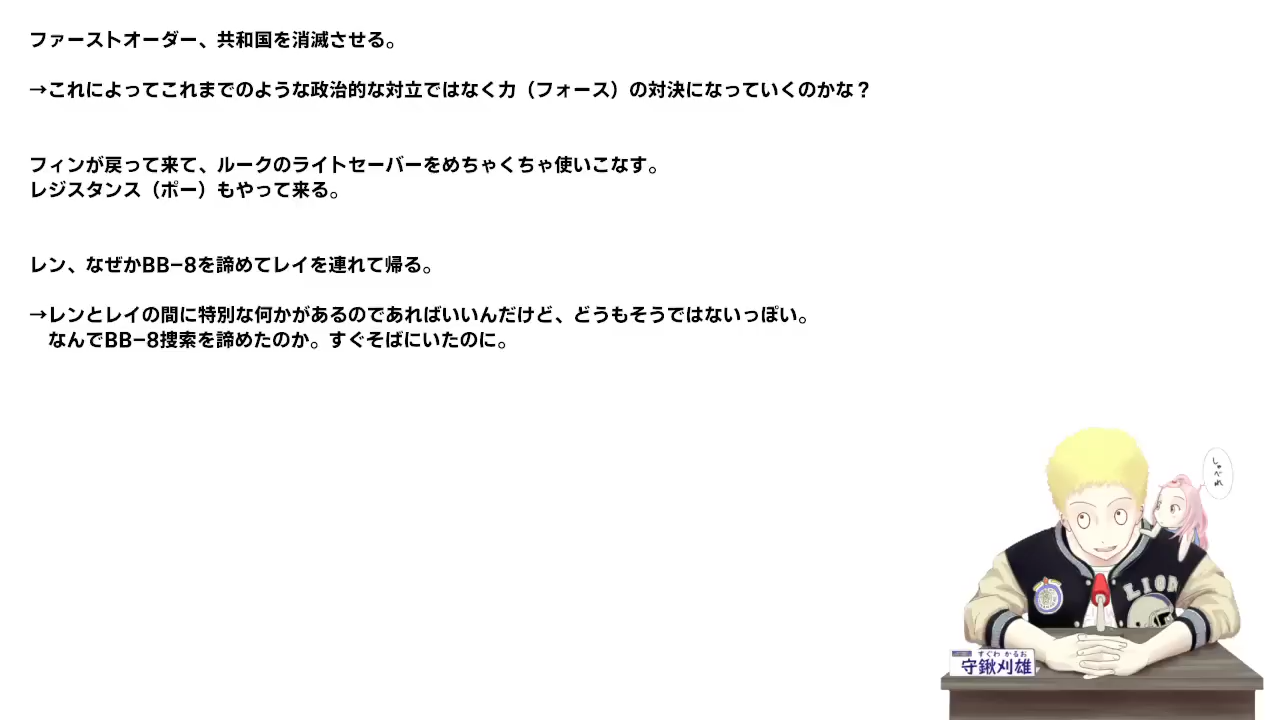 ファーストオーダー、共和国を消滅させる。
→これによってこれまでのような政治的な対立ではなく力（フォース）の対決になっていくのかな？
フィンが戻って来て、ルークのライトセーバーをめちゃくちゃ使いこなす。
レジスタンス（ポー）もやって来る。
レン、なぜかBB−8を諦めてレイを連れて帰る。
→レンとレイの間に特別な何かがあるのであればいいんだけど、どうもそうではないっぽい。
なんでBB−8捜索を諦めたのか。すぐそばにいたのに。
しゃべれ
LION
すぐわ かるお
守鍬刈雄